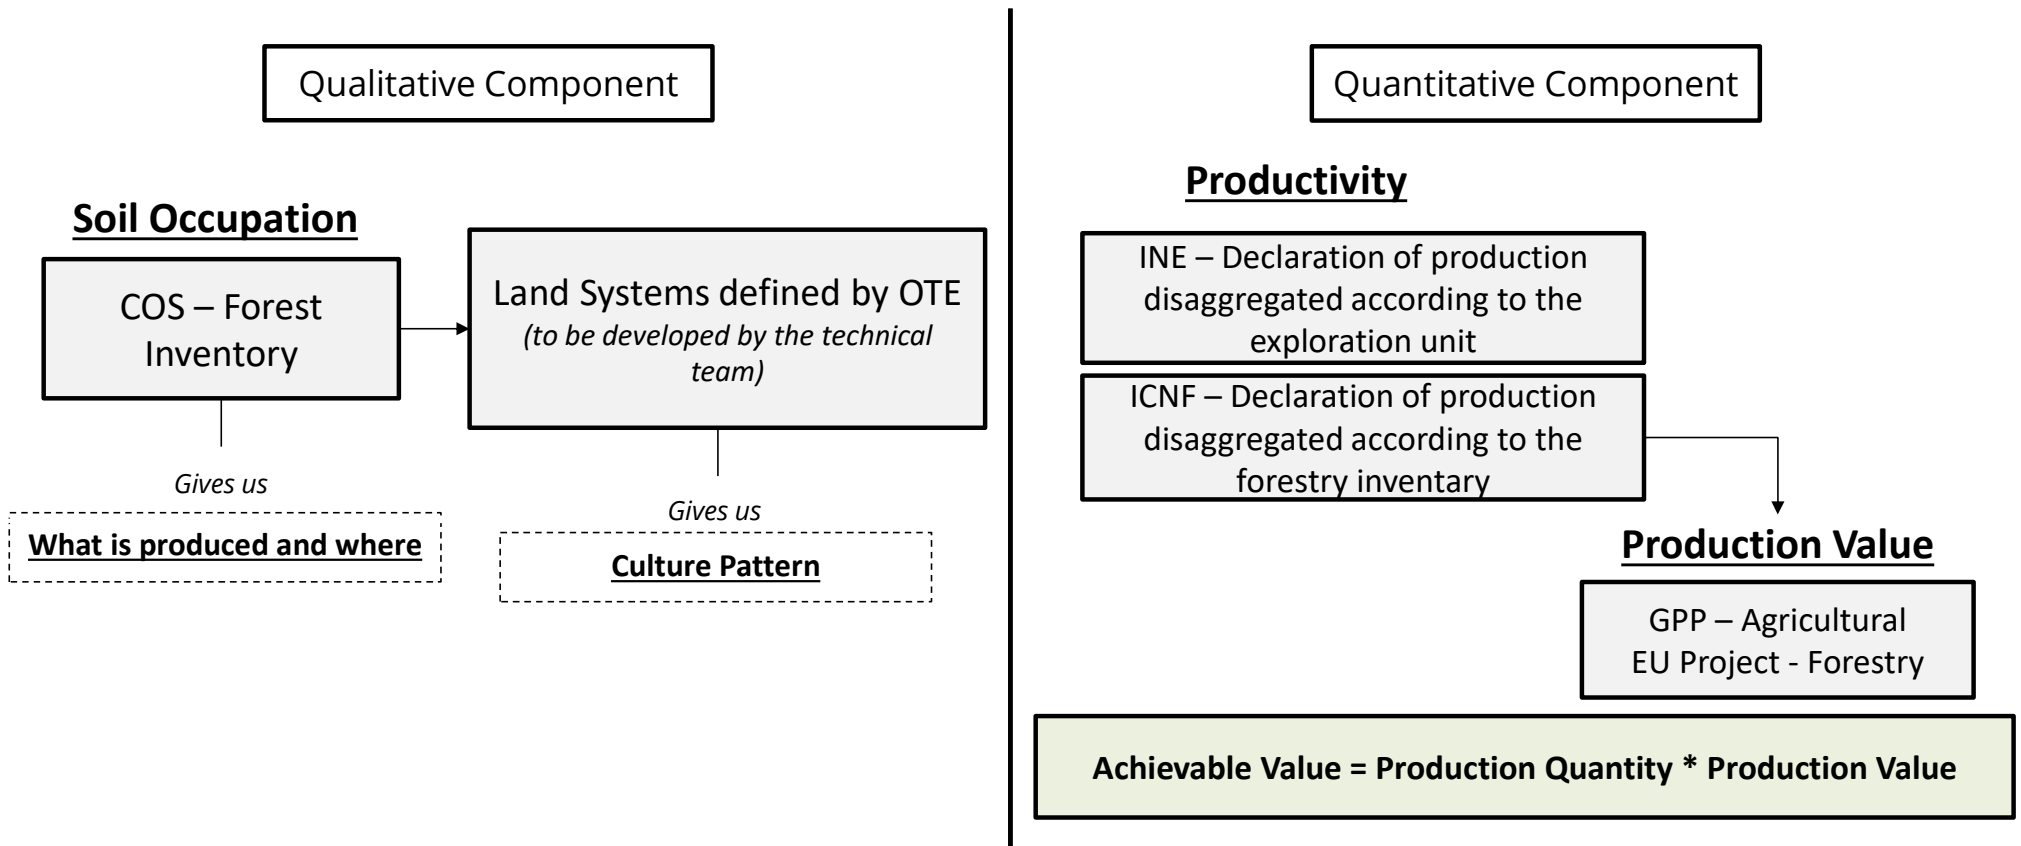 Qualitative Component
Soil Occupation
COS – Forest
Inventory
Land Systems defined by OTE
(to be developed by the technical
team)
Gives us
What is produced and where
Gives us
Culture Pattern
Quantitative Component
Productivity
INE – Declaration of production
disaggregated according to the
exploration unit
ICNF – Declaration of production
disaggregated according to the
forestry inventary
Production Value
GPP – Agricultural
EU Project - Forestry
Achievable Value = Production Quantity * Production Value